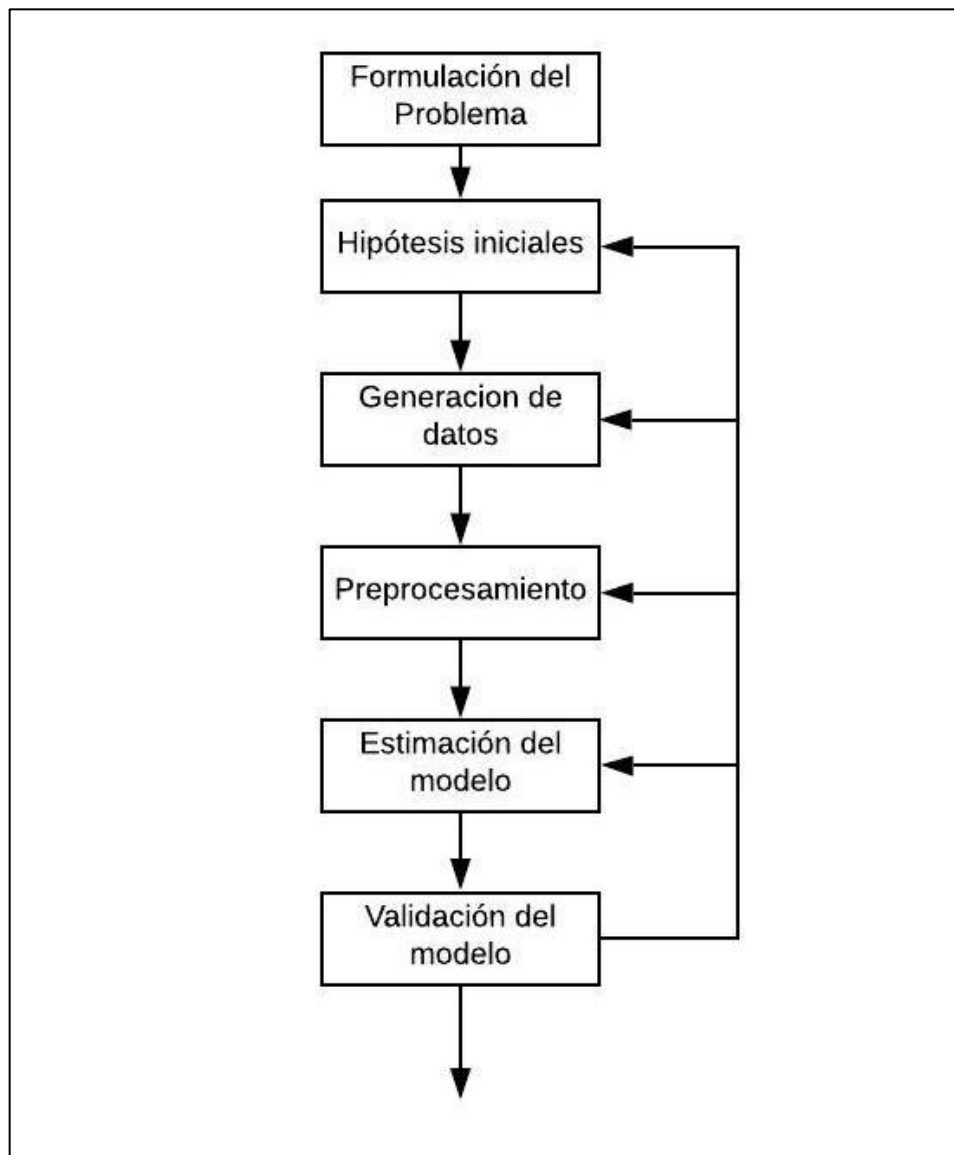 Formulación del
Problema
Hipótesis iniciales
Generacion de
datos
Preprocesamiento
Estimación del
modelo
Validación del
modelo